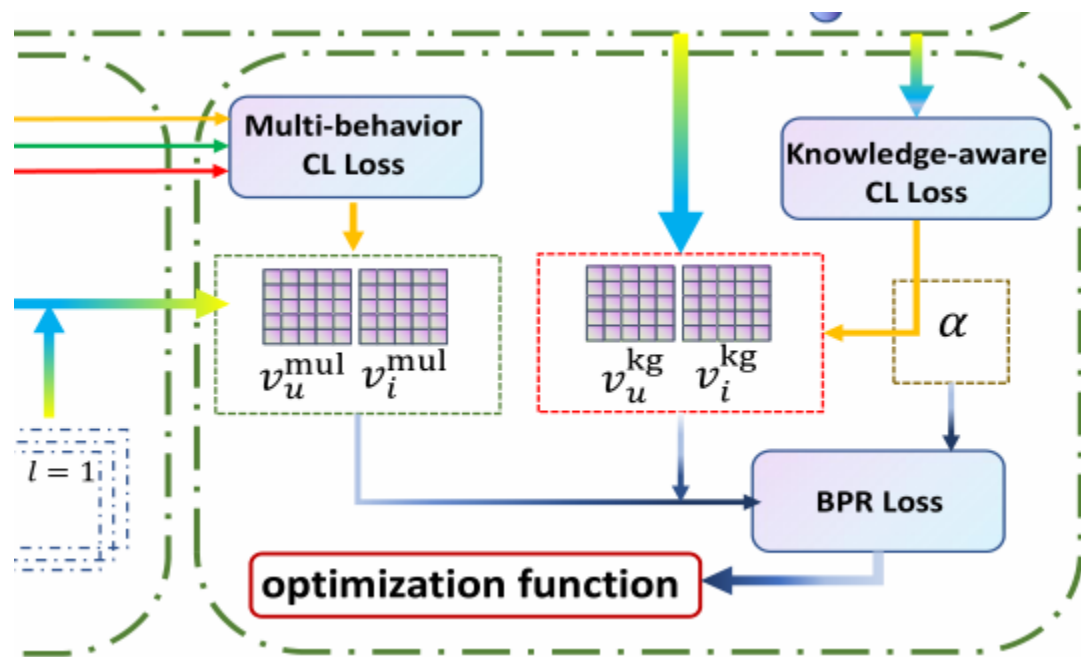 Multi-behavior
CL Loss
Knowledge-aware
CL Loss
v_u^mul v_i^mul
v_u^kg v_i^kg
α
l = 1
BPR Loss
optimization function